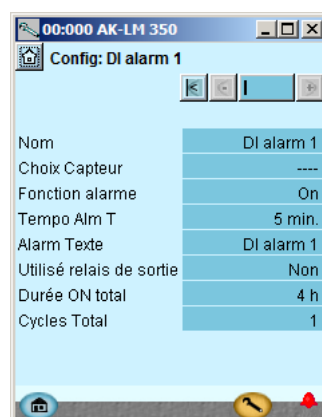 00:000 AK-LM 350
Config: DI alarm 1
Nom DI alarm 1
Choix Capteur ----
Fonction alarme On
Tempo Alm T 5 min.
Alarm Texte DI alarm 1
Utilisé relais de sortie Non
Durée ON total 4 h
Cycles Total 1